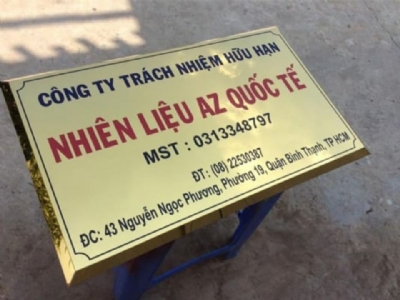 CÔNG TY TRÁCH NHIỆM HỮU HẠN
NHIÊN LIỆU AZ QUỐC TẾ
MST : 0313348797
ĐT : (08) 22530387
ĐC: 43 Nguyễn Ngọc Phương, Phường 19, Quận Bình Thạnh, TP HCM